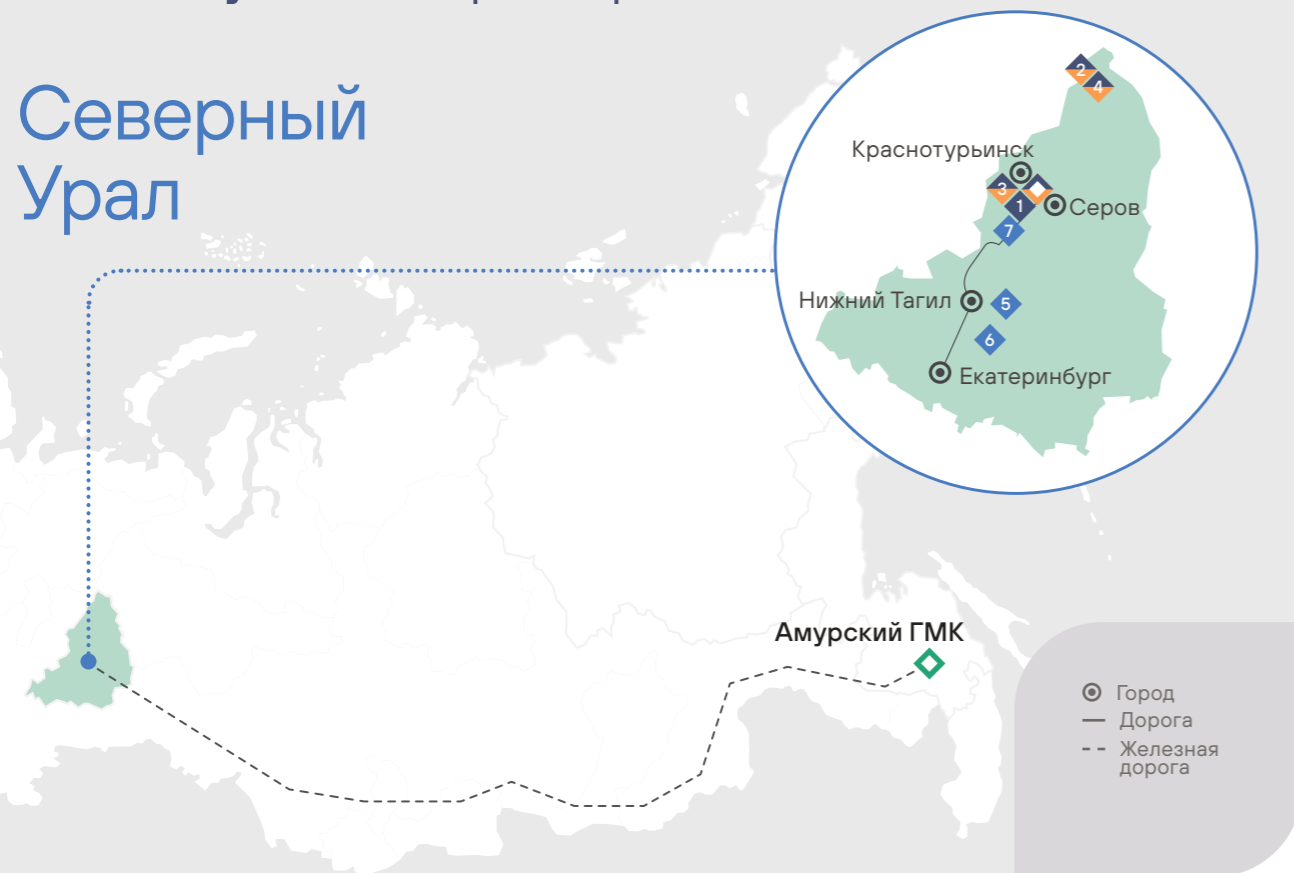 Северный
Урал
2
4
Краснотурьинск
3
1
Серов
7
Нижний Тагил
5
6
Екатеринбург
Амурский ГМК
Город
Дорога
Железная
дорога